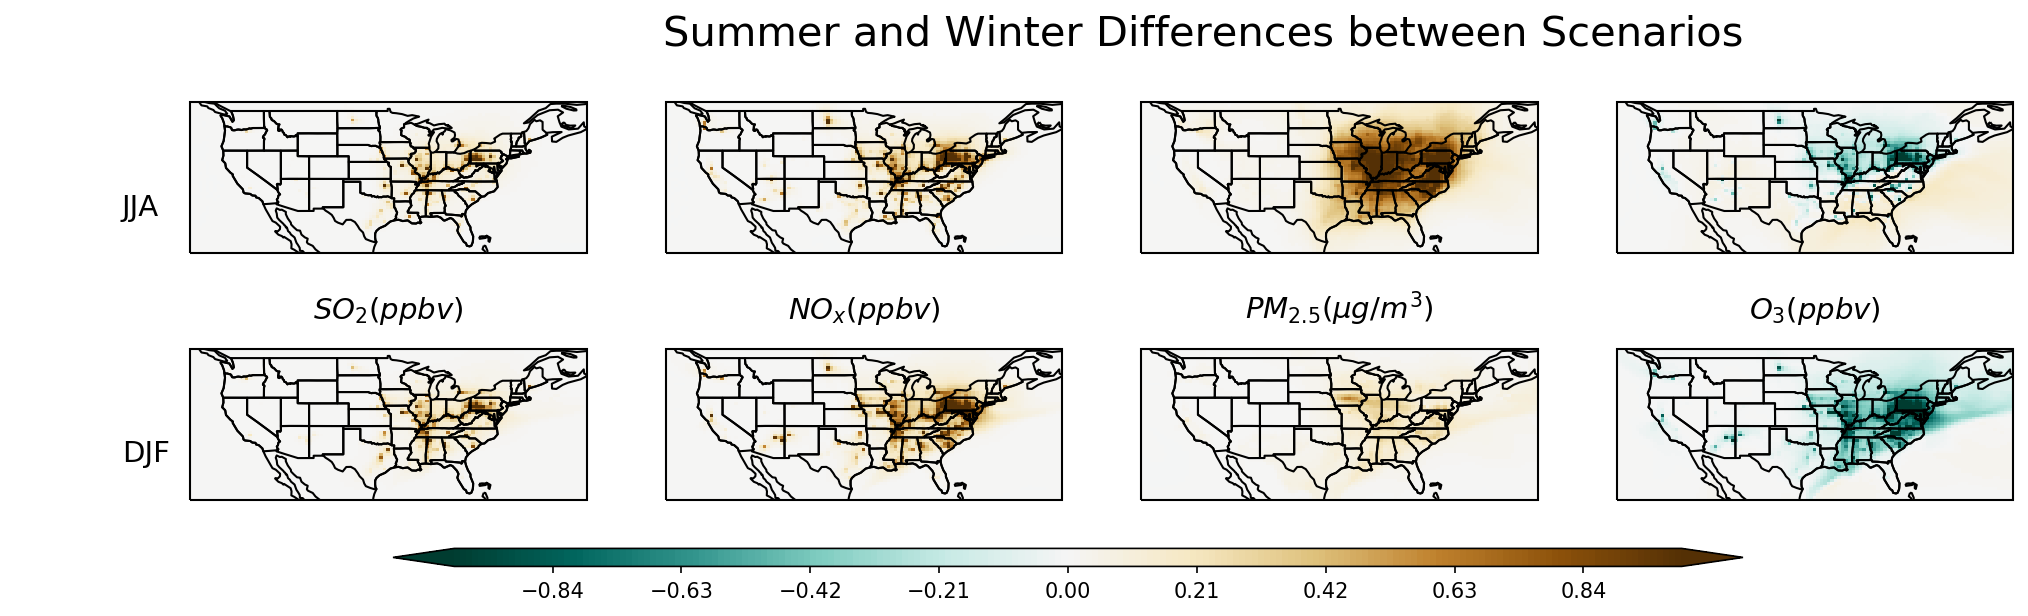 Summer and Winter Differences between Scenarios
JJA
SO₂(ppbv) NOₓ(ppbv) PM₂.₅(μg/m³) O₃(ppbv)
DJF
−0.84 −0.63 −0.42 −0.21 0.00 0.21 0.42 0.63 0.84